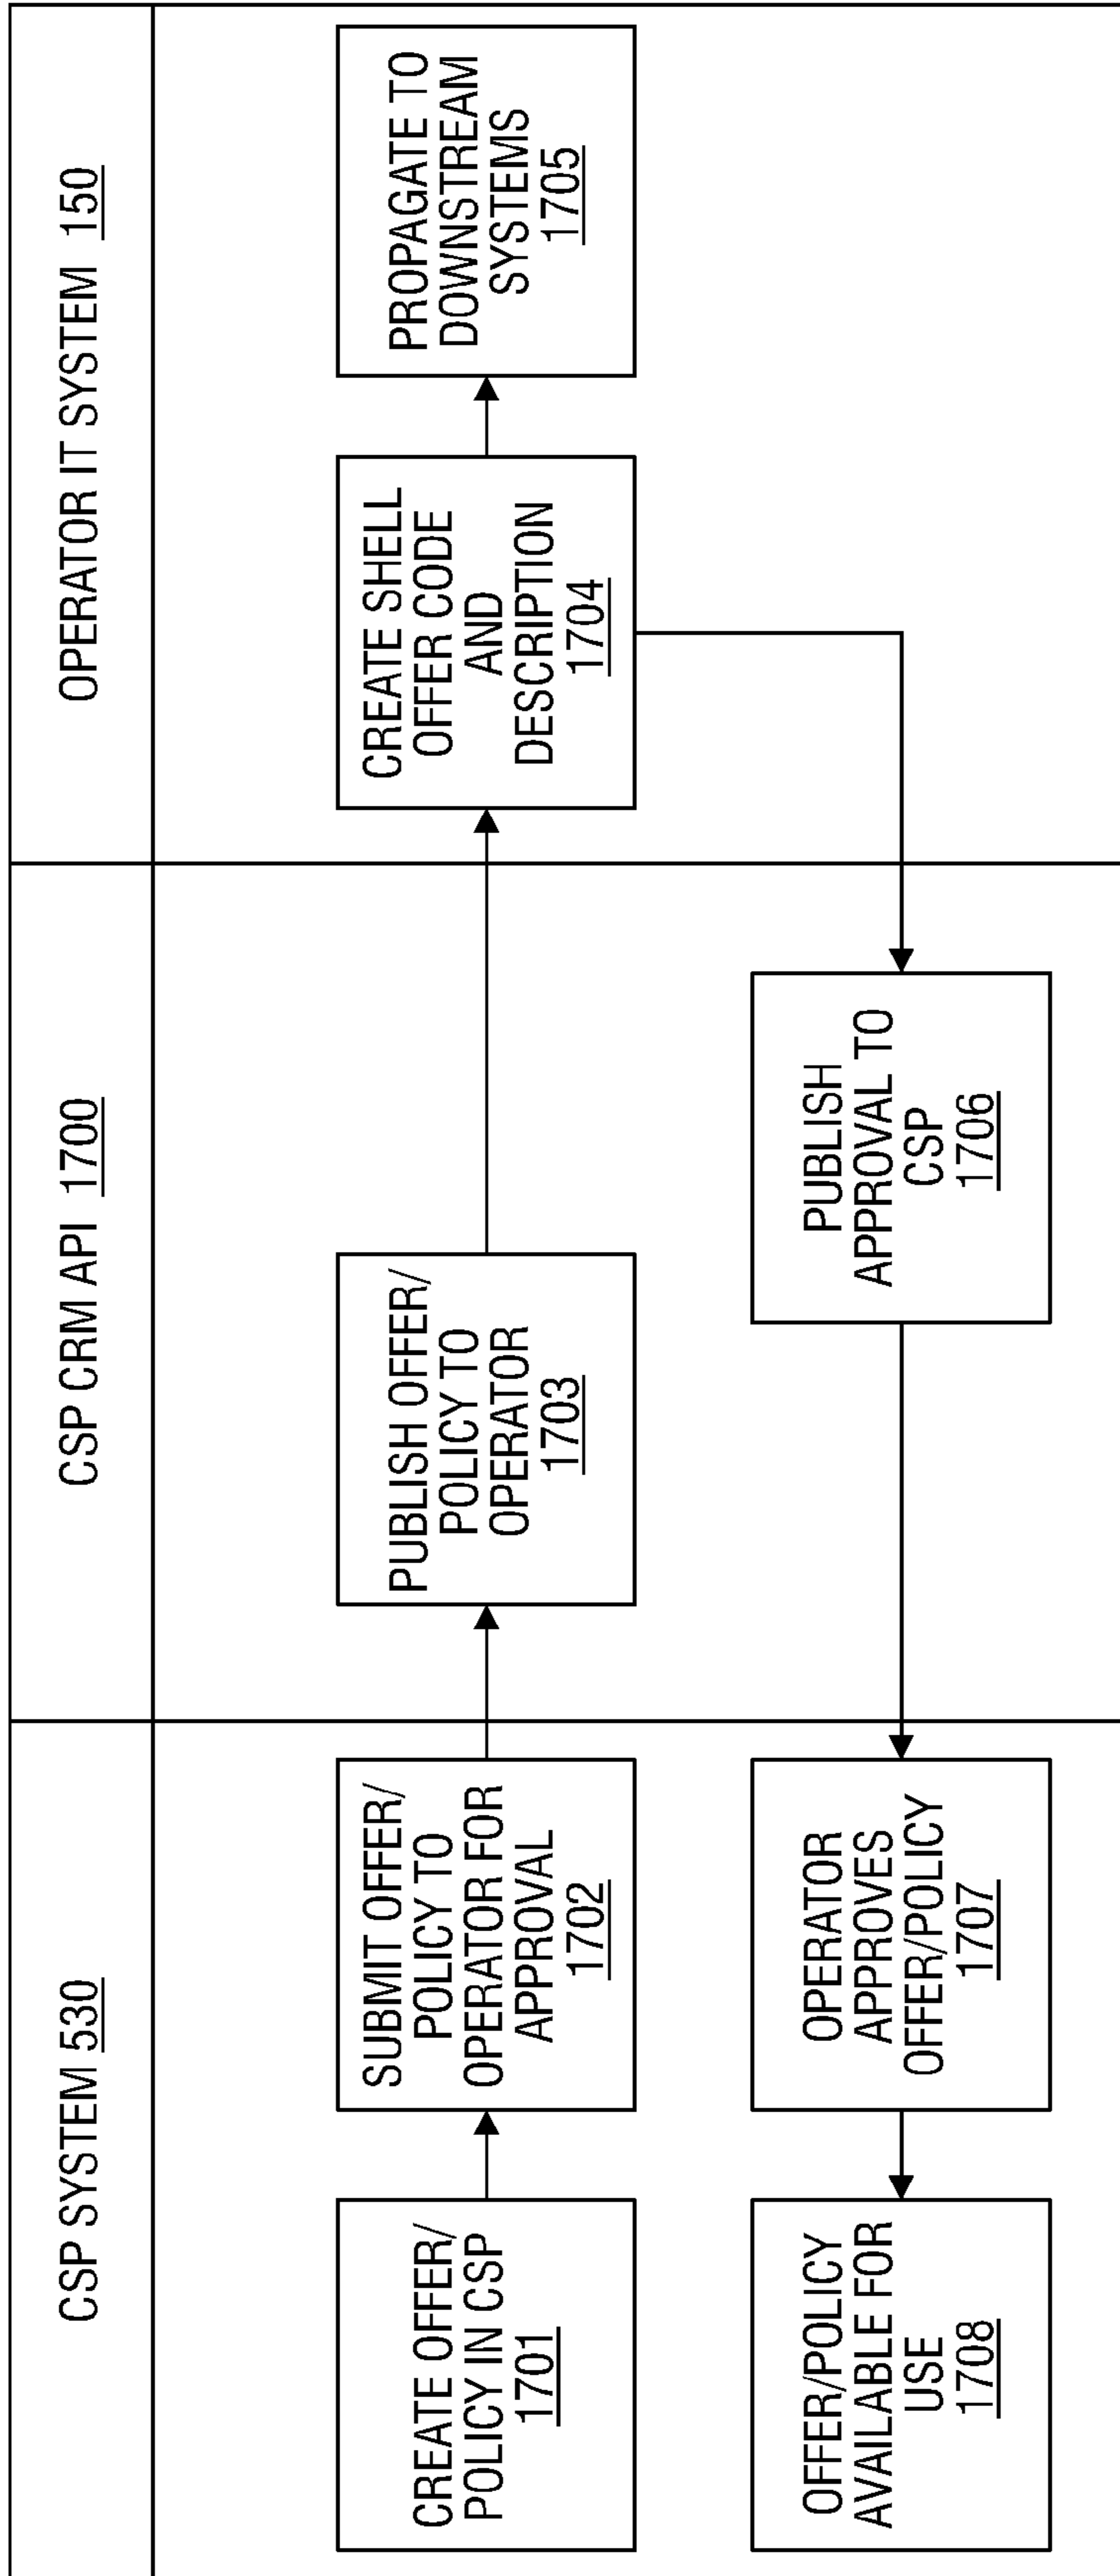 CSP SYSTEM 530
CSP CRM API 1700
OPERATOR IT SYSTEM 150
CREATE OFFER/
POLICY IN CSP
1701
SUBMIT OFFER/
POLICY TO
OPERATOR FOR
APPROVAL
1702
PUBLISH OFFER/
POLICY TO
OPERATOR
1703
CREATE SHELL
OFFER CODE
AND
DESCRIPTION
1704
PROPAGATE TO
DOWNSTREAM
SYSTEMS
1705
OFFER/POLICY
AVAILABLE FOR
USE
1708
OPERATOR
APPROVES
OFFER/POLICY
1707
PUBLISH
APPROVAL TO
CSP
1706